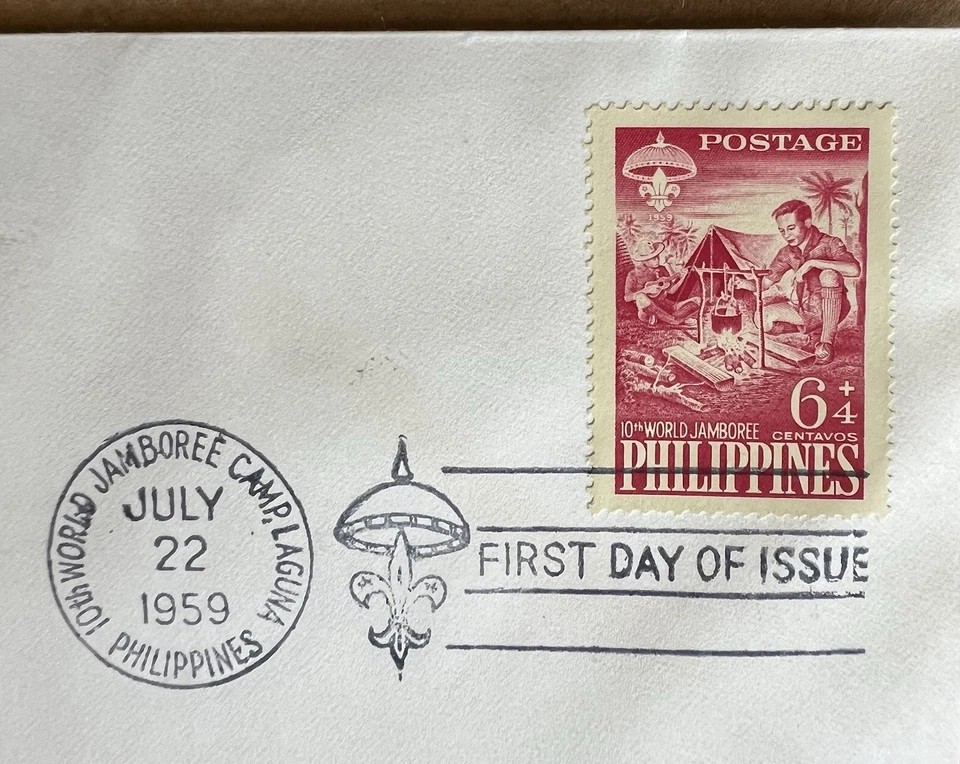 POSTAGE
1959
6+4
CENTAVOS
10th WORLD JAMBOREE
PHILIPPINES
10th WORLD JAMBOREE CAMP, LAGUNA
JULY
22
1959
PHILIPPINES
FIRST DAY OF ISSUE